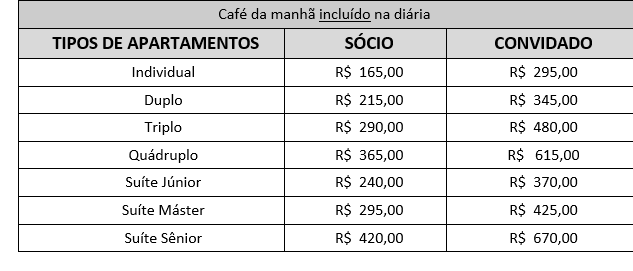 Café da manhã incluído na diária
TIPOS DE APARTAMENTOS SÓCIO CONVIDADO
Individual R$ 165,00 R$ 295,00
Duplo R$ 215,00 R$ 345,00
Triplo R$ 290,00 R$ 480,00
Quádruplo R$ 365,00 R$ 615,00
Suíte Júnior R$ 240,00 R$ 370,00
Suíte Máster R$ 295,00 R$ 425,00
Suíte Sênior R$ 420,00 R$ 670,00